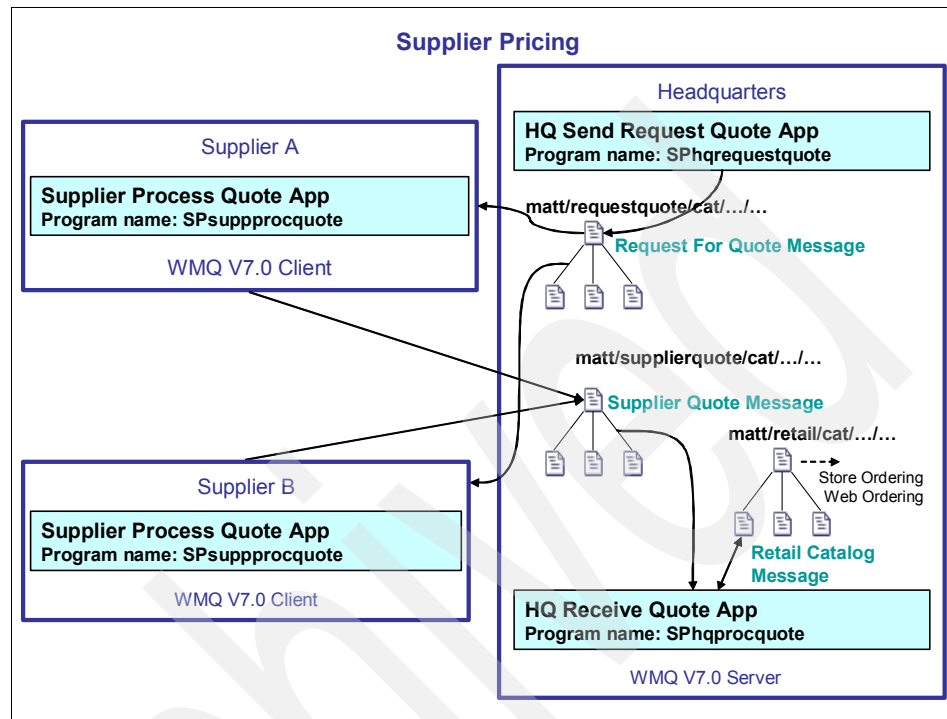 Supplier Pricing
Supplier A
Supplier Process Quote App
Program name: SPsuppprocquote
WMQ V7.0 Client
Supplier B
Supplier Process Quote App
Program name: SPsuppprocquote
WMQ V7.0 Client
Headquarters
HQ Send Request Quote App
Program name: SPhqrequestquote
matt/requestquote/cat/…/…
Request For Quote Message
matt/supplierquote/cat/…/…
Supplier Quote Message
matt/retail/cat/…/…
Store Ordering
Web Ordering
Retail Catalog
Message
HQ Receive Quote App
Program name: SPhqprocquote
WMQ V7.0 Server